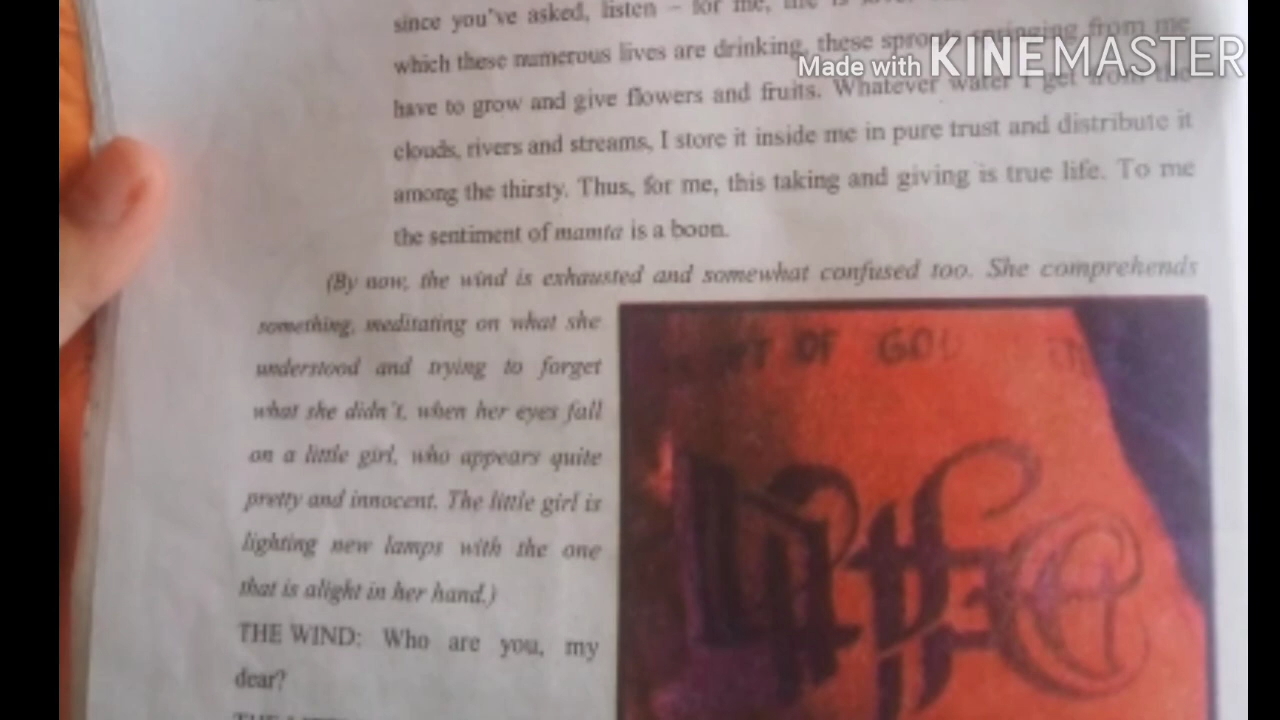 since you've asked, listen – for me,
which these numerous lives are drinking, these sprouts springing from me
Made with KINEMASTER
have to grow and give flowers and fruits. Whatever water I get from the
clouds, rivers and streams, I store it inside me in pure trust and distribute it
among the thirsty. Thus, for me, this taking and giving is true life. To me
the sentiment of mamta is a boon.
(By now, the wind is exhausted and somewhat confused too. She comprehends
something, meditating on what she
understood and trying to forget
what she didn't, when her eyes fall
on a little girl, who appears quite
pretty and innocent. The little girl is
lighting new lamps with the one
that is alight in her hand.)
THE WIND: Who are you, my
dear?
OF
Life